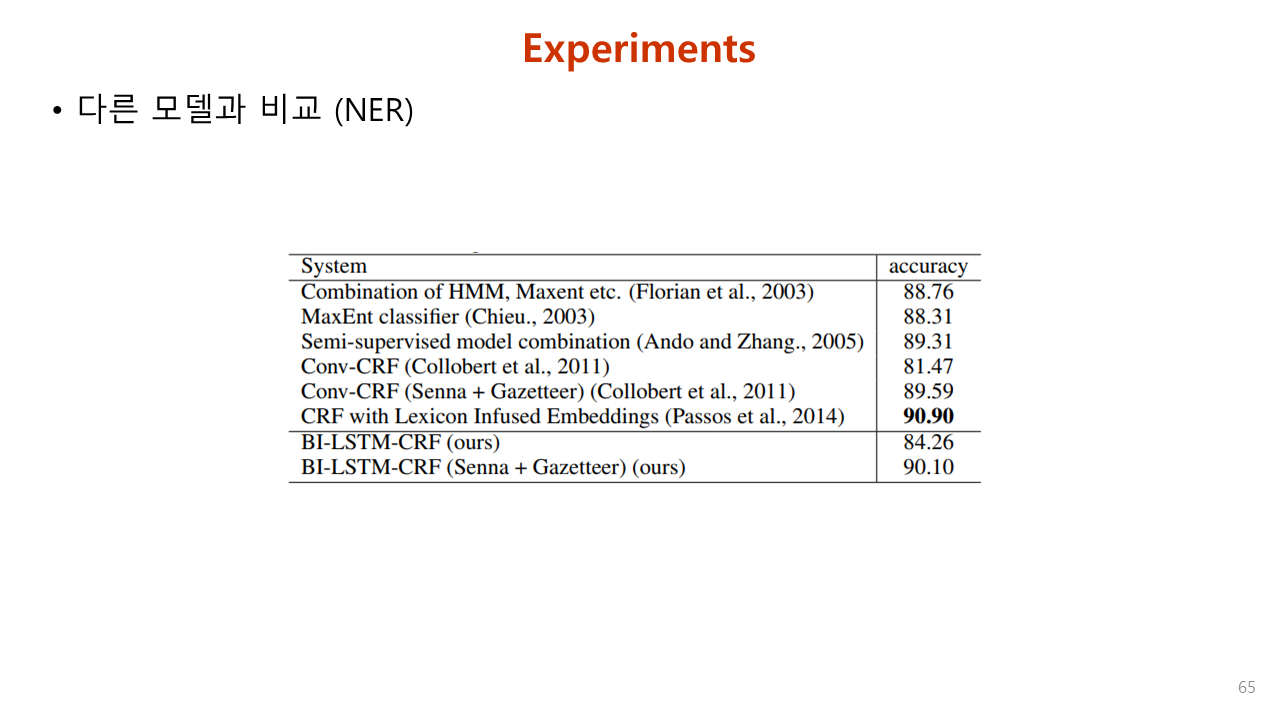 Experiments
• 다른 모델과 비교 (NER)
System accuracy
Combination of HMM, Maxent etc. (Florian et al., 2003) 88.76
MaxEnt classifier (Chieu., 2003) 88.31
Semi-supervised model combination (Ando and Zhang., 2005) 89.31
Conv-CRF (Collobert et al., 2011) 81.47
Conv-CRF (Senna + Gazetteer) (Collobert et al., 2011) 89.59
CRF with Lexicon Infused Embeddings (Passos et al., 2014) 90.90
BI-LSTM-CRF (ours) 84.26
BI-LSTM-CRF (Senna + Gazetteer) (ours) 90.10
65